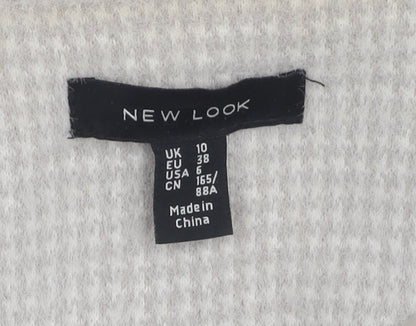 NEW LOOK
UK 10
EU 38
USA 6
CN 165/
88A
Made in
China